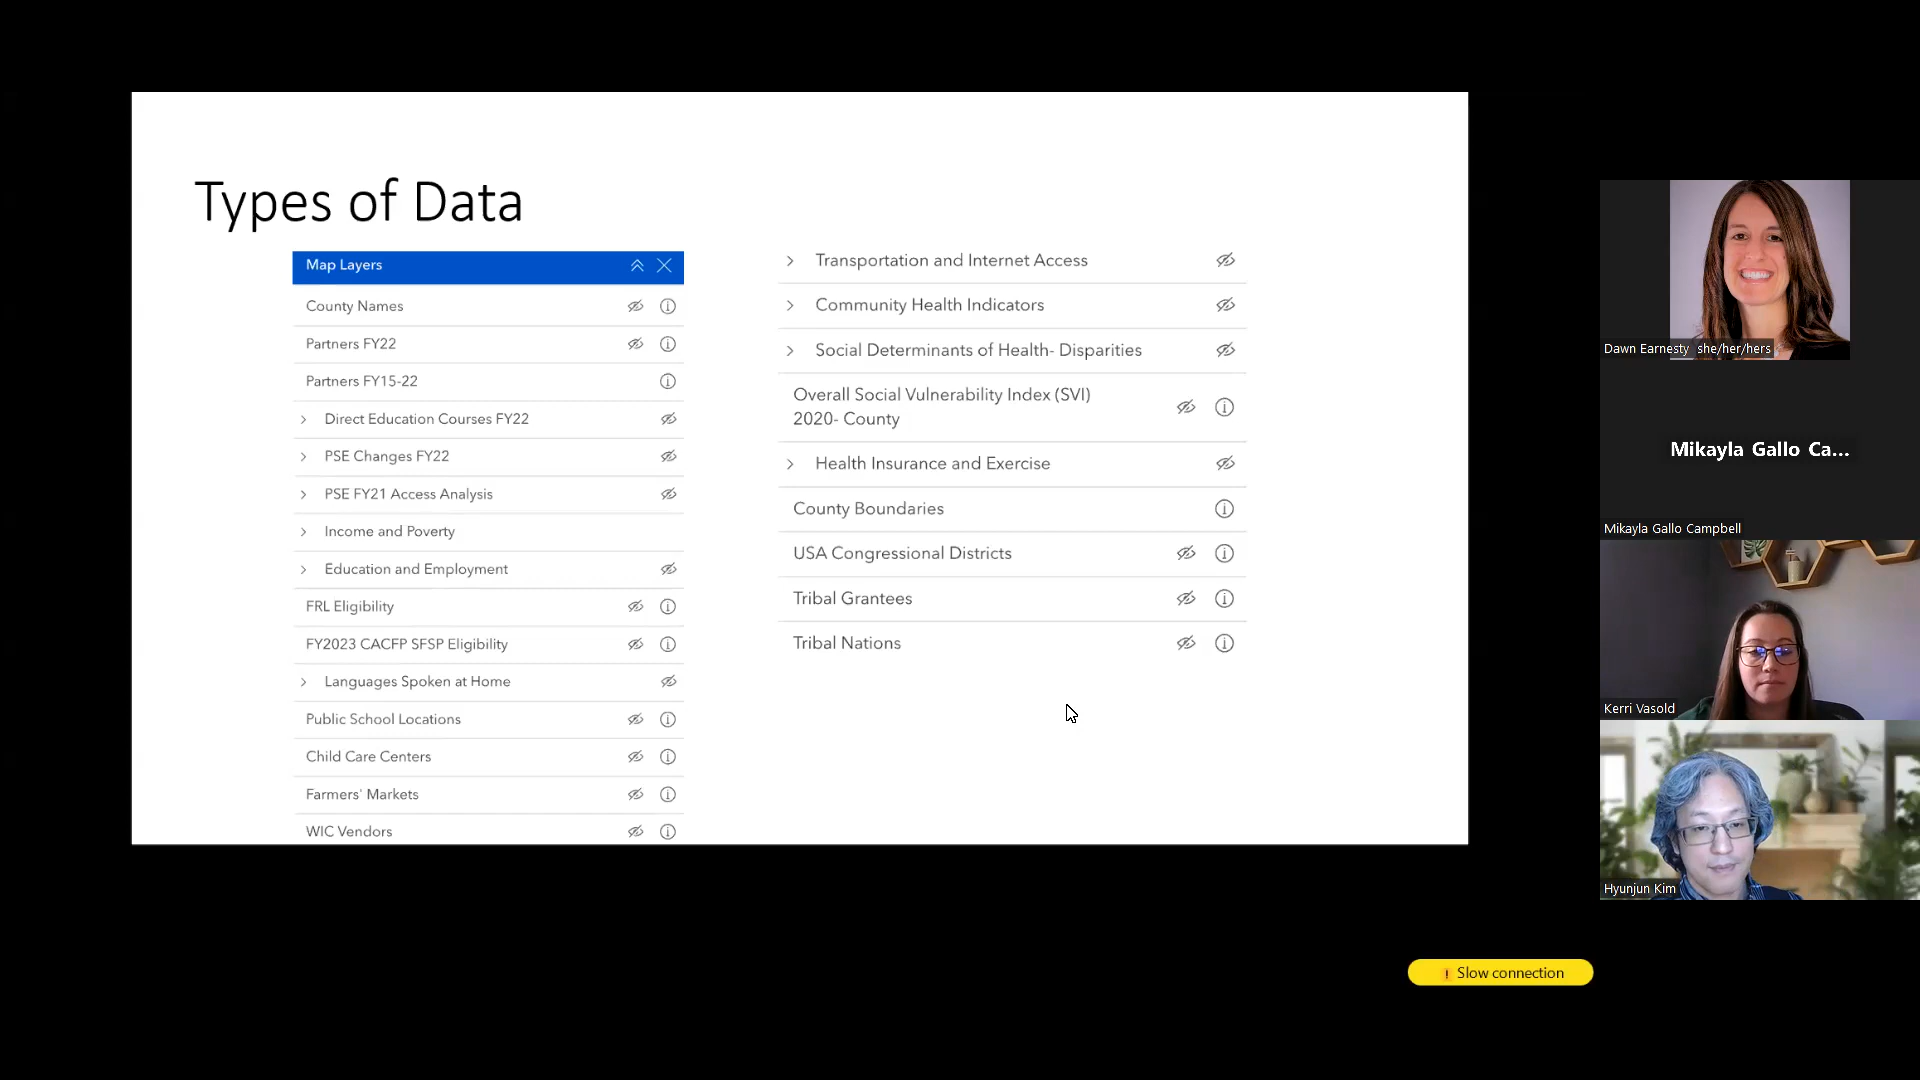 Types of Data
Map Layers
County Names
Partners FY22
Partners FY15-22
Direct Education Courses FY22
PSE Changes FY22
PSE FY21 Access Analysis
Income and Poverty
Education and Employment
FRL Eligibility
FY2023 CACFP SFSP Eligibility
Languages Spoken at Home
Public School Locations
Child Care Centers
Farmers' Markets
WIC Vendors
Transportation and Internet Access
Community Health Indicators
Social Determinants of Health- Disparities
Overall Social Vulnerability Index (SVI)
2020- County
Health Insurance and Exercise
County Boundaries
USA Congressional Districts
Tribal Grantees
Tribal Nations
Dawn Earnesty she/her/hers
Mikayla Gallo Ca...
Mikayla Gallo Campbell
Kerri Vasold
Hyunjun Kim
! Slow connection